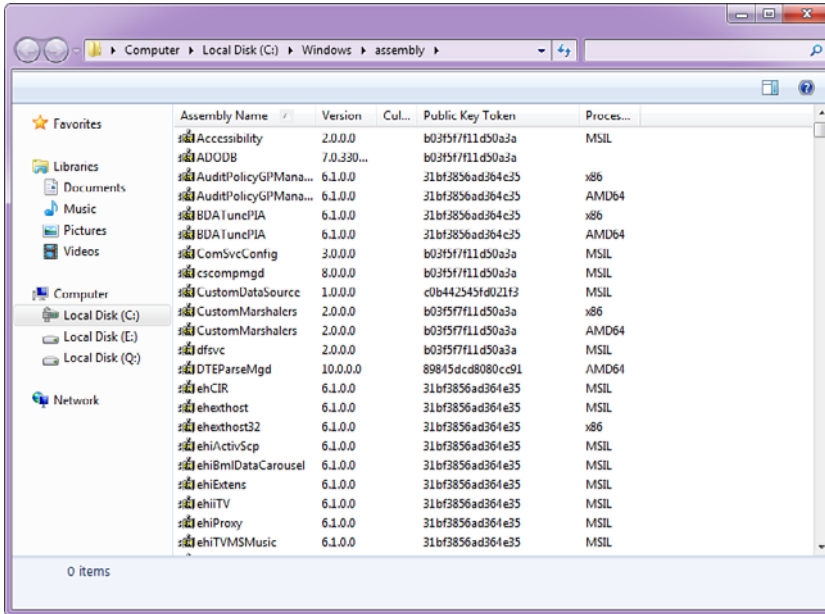 Computer Local Disk (C:) Windows assembly
Favorites
Libraries
Documents
Music
Pictures
Videos
Computer
Local Disk (C:)
Local Disk (E:)
Local Disk (Q:)
Network
Assembly Name Version Cul... Public Key Token Proces...
Accessibility 2.0.0.0 b03f5f7f11d50a3a MSIL
ADODB 7.0.330... b03f5f7f11d50a3a
AuditPolicyGPMana... 6.1.0.0 31bf3856ad364e35 x86
AuditPolicyGPMana... 6.1.0.0 31bf3856ad364e35 AMD64
BDATunePIA 6.1.0.0 31bf3856ad364e35 x86
BDATunePIA 6.1.0.0 31bf3856ad364e35 AMD64
ComSvcConfig 3.0.0.0 b03f5f7f11d50a3a MSIL
cscompmgd 8.0.0.0 b03f5f7f11d50a3a MSIL
CustomDataSource 1.0.0.0 c0b442545fd021f3 MSIL
CustomMarshalers 2.0.0.0 b03f5f7f11d50a3a x86
CustomMarshalers 2.0.0.0 b03f5f7f11d50a3a AMD64
dfsvc 2.0.0.0 b03f5f7f11d50a3a MSIL
DTEParseMgd 10.0.0.0 89845dcd8080cc91 AMD64
ehCIR 6.1.0.0 31bf3856ad364e35 MSIL
ehexthost 6.1.0.0 31bf3856ad364e35 MSIL
ehexthost32 6.1.0.0 31bf3856ad364e35 x86
ehiActivScp 6.1.0.0 31bf3856ad364e35 MSIL
ehiBmlDataCarousel 6.1.0.0 31bf3856ad364e35 MSIL
ehiExtens 6.1.0.0 31bf3856ad364e35 MSIL
ehiiTV 6.1.0.0 31bf3856ad364e35 MSIL
ehiProxy 6.1.0.0 31bf3856ad364e35 MSIL
ehiTVMSMusic 6.1.0.0 31bf3856ad364e35 MSIL
0 items